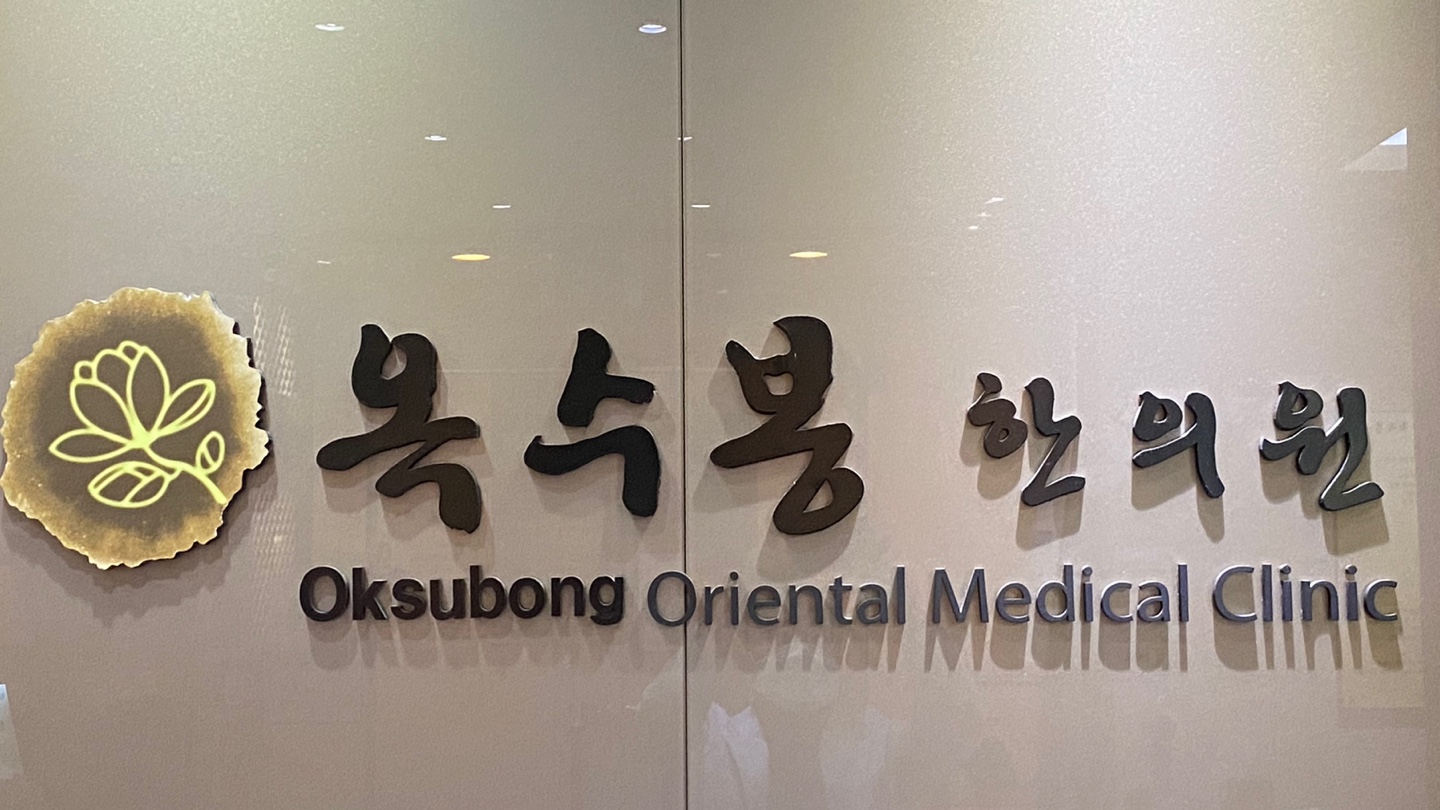 옥수봉 한의원
Oksubong Oriental Medical Clinic